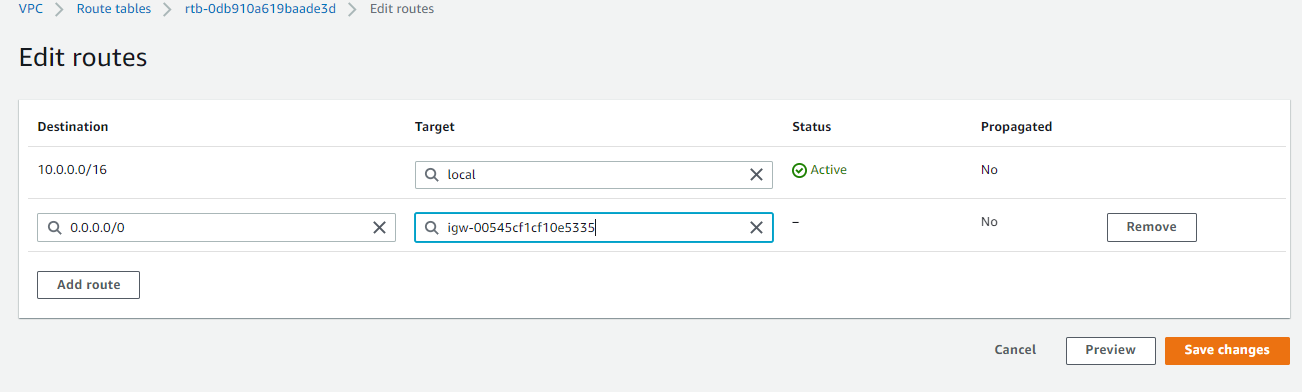 VPC > Route tables > rtb-0db910a619baade3d > Edit routes
Edit routes
Destination Target Status Propagated
10.0.0.0/16 local Active No
0.0.0.0/0 igw-00545cf1cf10e5335 – No Remove
Add route
Cancel Preview Save changes